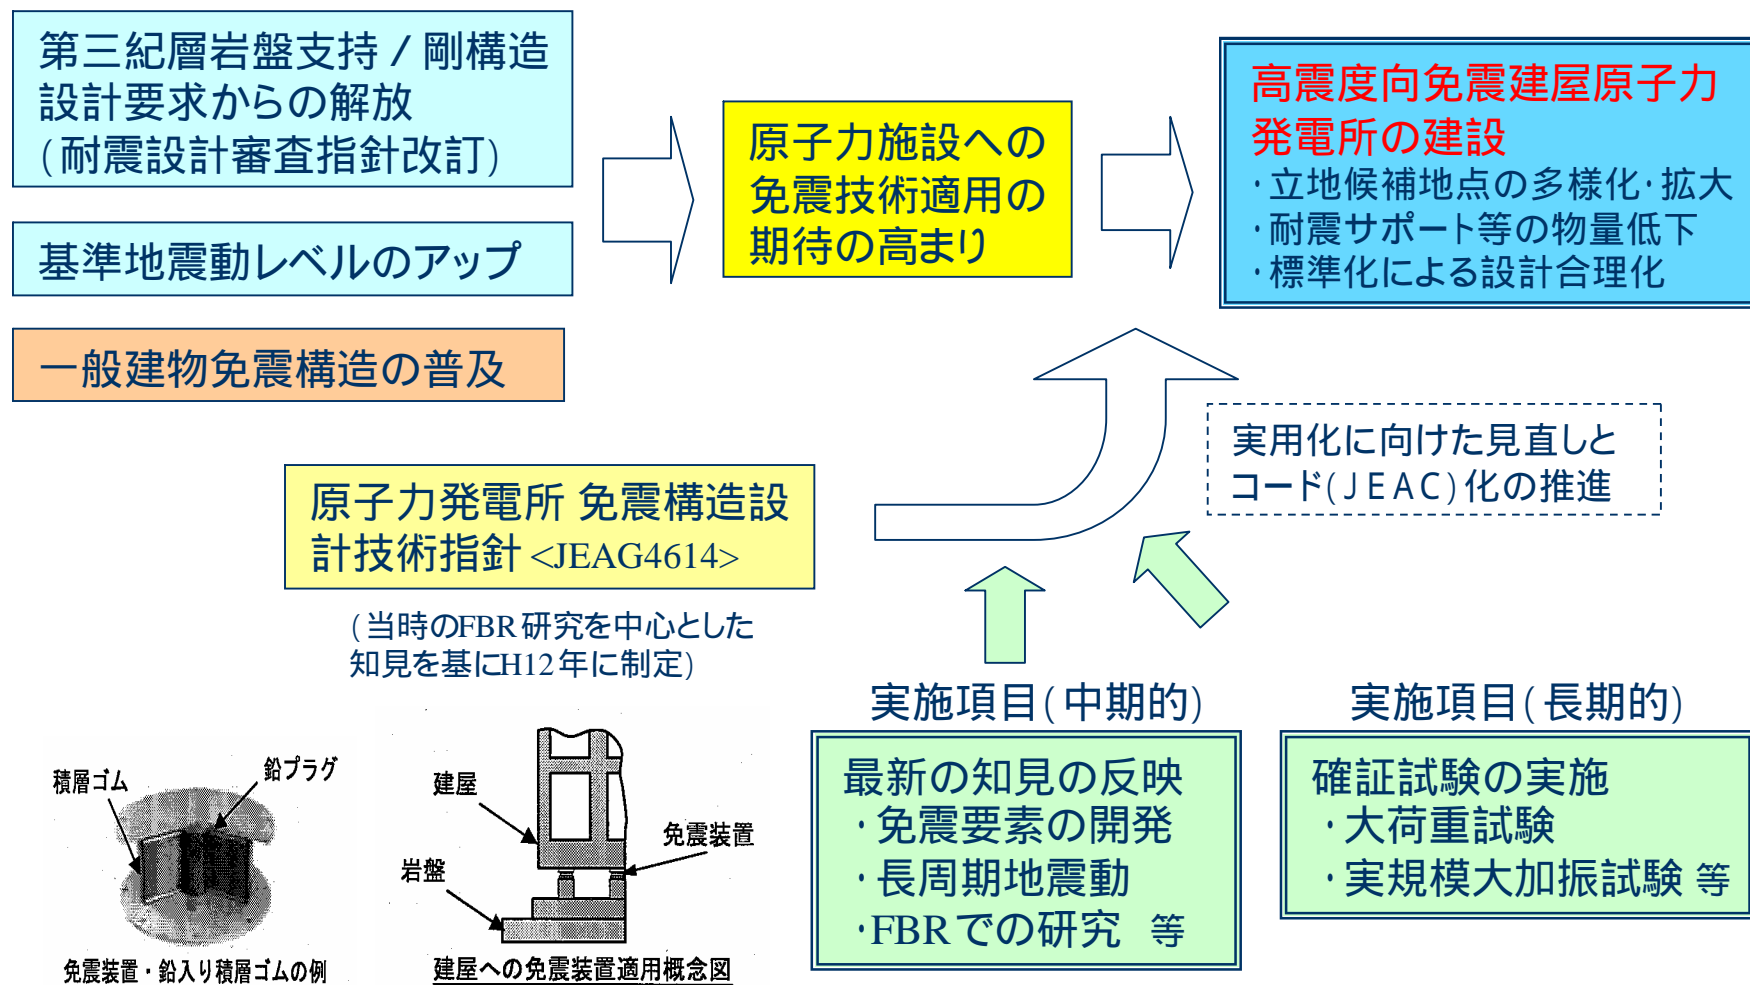 第三紀層岩盤支持/剛構造
設計要求からの解放
(耐震設計審査指針改訂)
基準地震動レベルのアップ
一般建物免震構造の普及
原子力施設への
免震技術適用の
期待の高まり
高震度向免震建屋原子力
発電所の建設
・立地候補地点の多様化・拡大
・耐震サポート等の物量低下
・標準化による設計合理化
実用化に向けた見直しと
コード(JEAC)化の推進
原子力発電所 免震構造設
計技術指針<JEAG4614>
(当時のFBR研究を中心とした
知見を基にH12年に制定)
実施項目(中期的)
最新の知見の反映
・免震要素の開発
・長周期地震動
・FBRでの研究 等
実施項目(長期的)
確証試験の実施
・大荷重試験
・実規模大加振試験 等
積層ゴム
鉛プラグ
免震装置・鉛入り積層ゴムの例
建屋
免震装置
岩盤
建屋への免震装置適用概念図